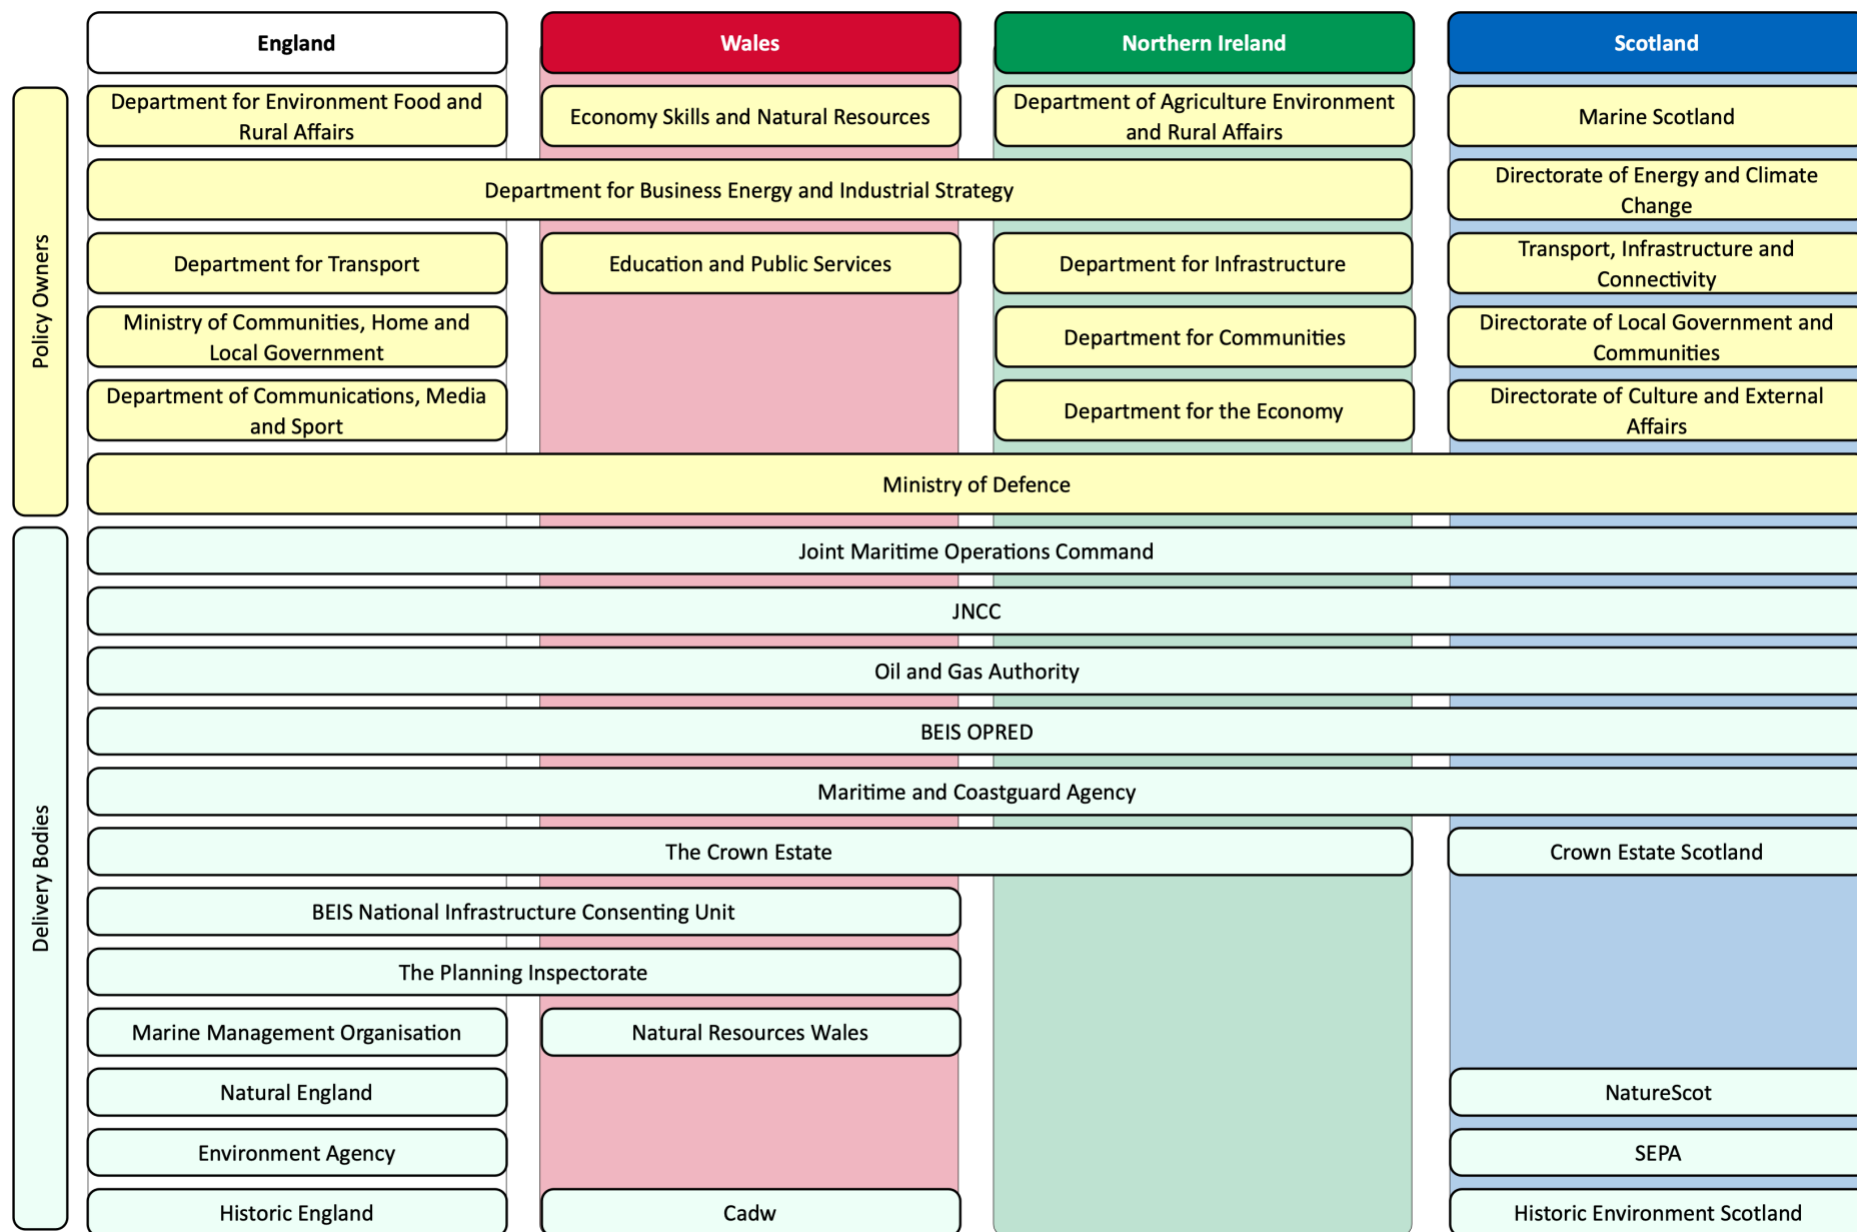 England
Wales
Northern Ireland
Scotland
Policy Owners
Department for Environment Food and
Rural Affairs
Economy Skills and Natural Resources
Department of Agriculture Environment
and Rural Affairs
Marine Scotland
Department for Business Energy and Industrial Strategy
Directorate of Energy and Climate
Change
Department for Transport
Education and Public Services
Department for Infrastructure
Transport, Infrastructure and
Connectivity
Ministry of Communities, Home and
Local Government
Department for Communities
Directorate of Local Government and
Communities
Department of Communications, Media
and Sport
Department for the Economy
Directorate of Culture and External
Affairs
Ministry of Defence
Delivery Bodies
Joint Maritime Operations Command
JNCC
Oil and Gas Authority
BEIS OPRED
Maritime and Coastguard Agency
The Crown Estate
Crown Estate Scotland
BEIS National Infrastructure Consenting Unit
The Planning Inspectorate
Marine Management Organisation
Natural Resources Wales
Natural England
NatureScot
Environment Agency
SEPA
Historic England
Cadw
Historic Environment Scotland